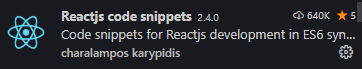 Reactjs code snippets 2.4.0 640K ★ 5
Code snippets for Reactjs development in ES6 syn...
charalampos karypidis